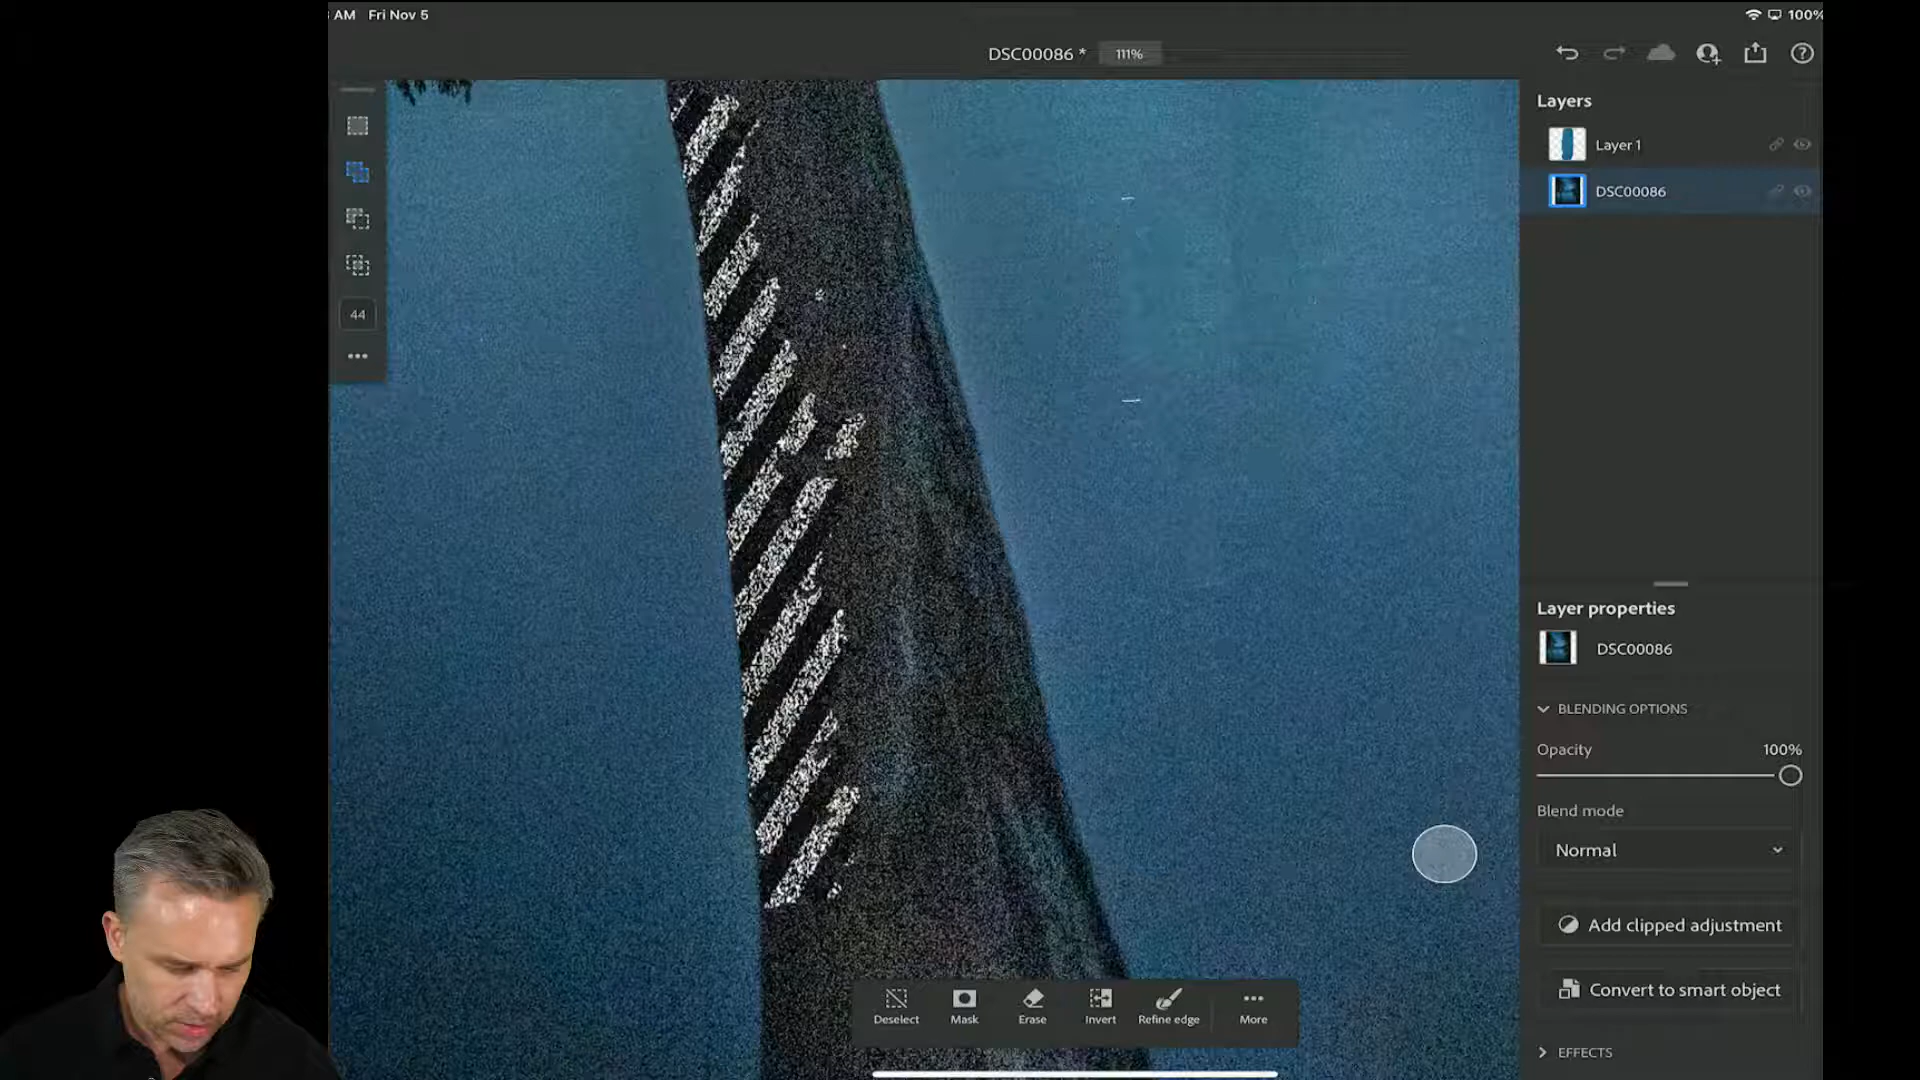 AM Fri Nov 5
100%
DSC00086 * 111%
Layers
Layer 1
DSC00086
44
Layer properties
DSC00086
BLENDING OPTIONS
Opacity 100%
Blend mode
Normal
Add clipped adjustment
Convert to smart object
EFFECTS
Deselect Mask Erase Invert Refine edge More